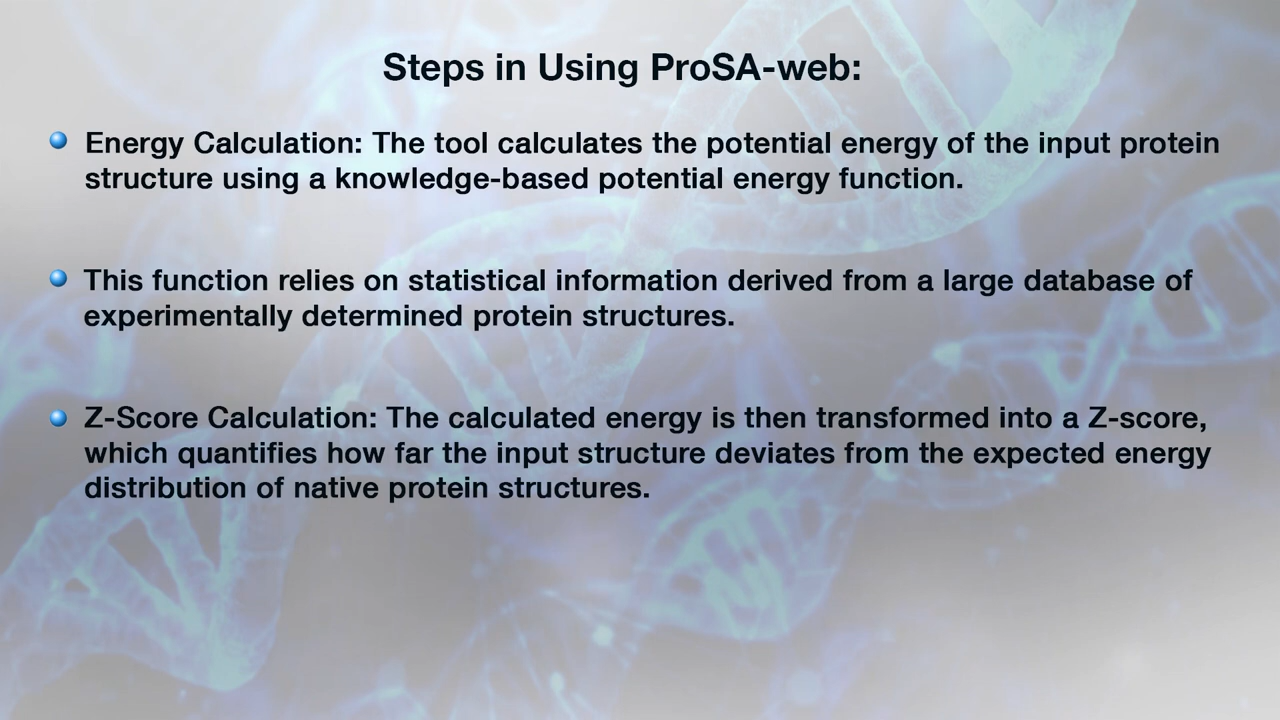 Steps in Using ProSA-web:
Energy Calculation: The tool calculates the potential energy of the input protein
structure using a knowledge-based potential energy function.
This function relies on statistical information derived from a large database of
experimentally determined protein structures.
Z-Score Calculation: The calculated energy is then transformed into a Z-score,
which quantifies how far the input structure deviates from the expected energy
distribution of native protein structures.